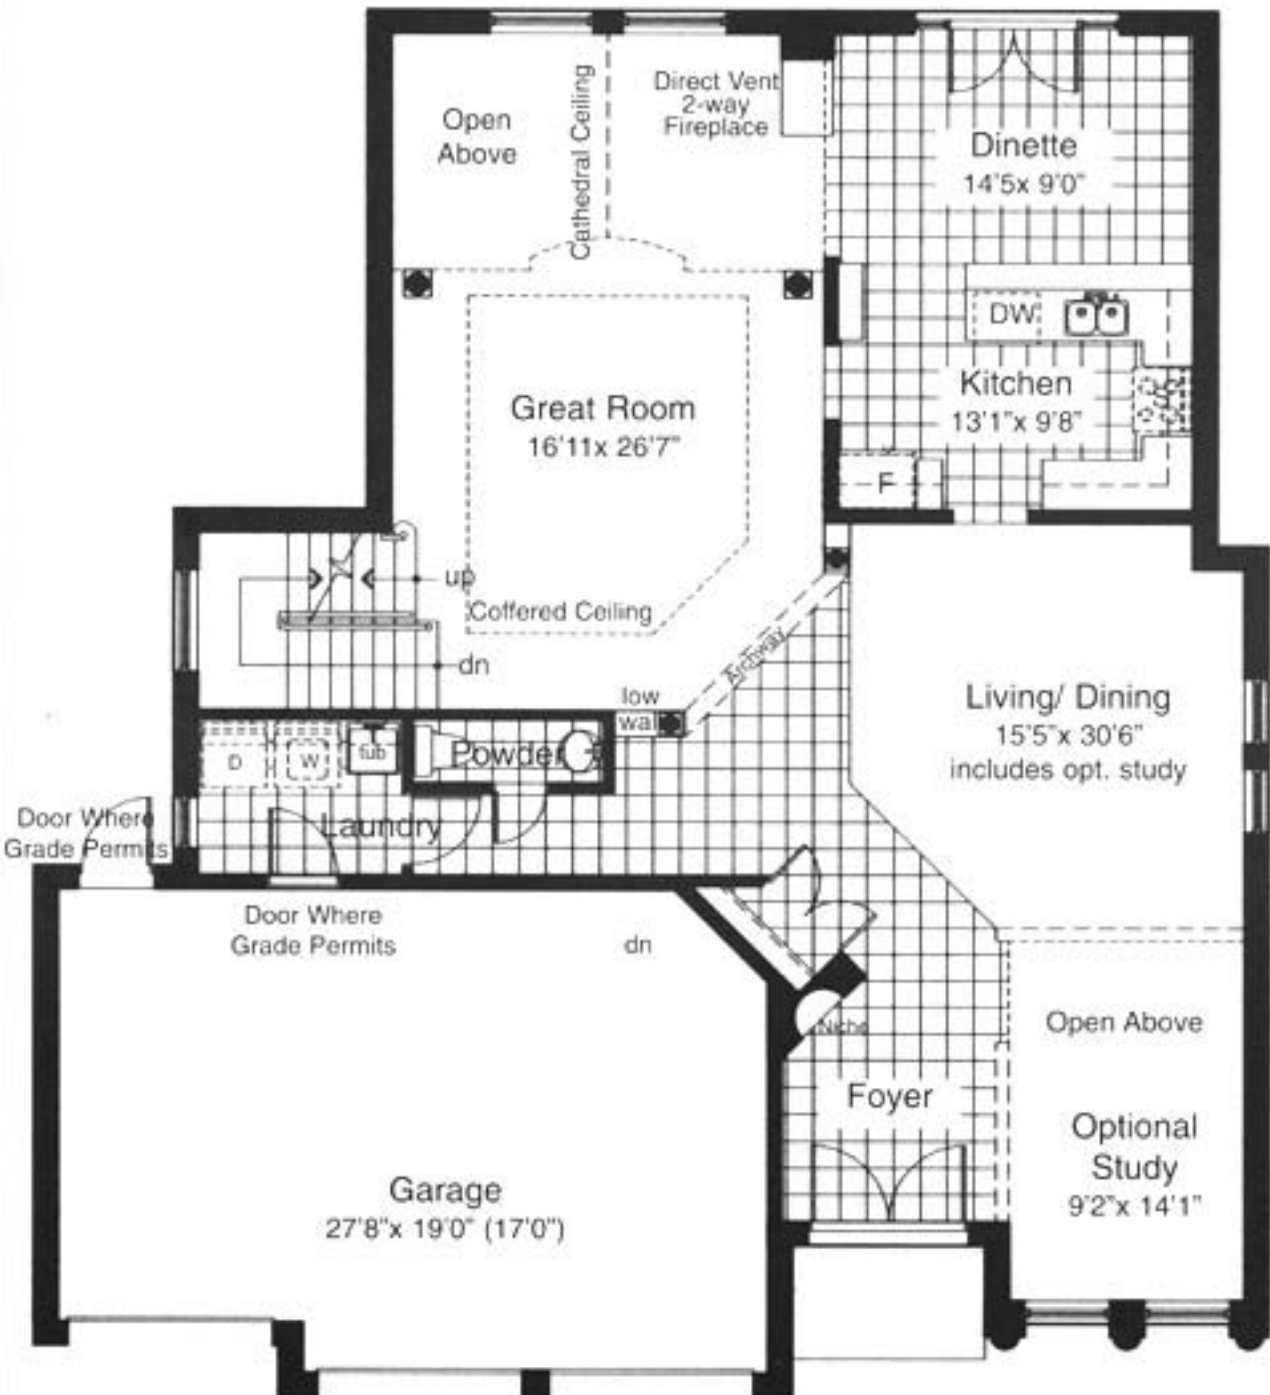 Open
Above
Cathedral Ceiling
Direct Vent
2-way
Fireplace
Dinette
14'5x 9'0"
DW
Kitchen
13'1"x 9'8"
F
Great Room
16'11x 26'7"
Coffered Ceiling
up
dn
Archway
low
wal
Living/ Dining
15'5"x 30'6"
includes opt. study
D
W
tub
Powder
Laundry
Door Where
Grade Permits
Door Where
Grade Permits
dn
Niche
Open Above
Foyer
Optional
Study
9'2"x 14'1"
Garage
27'8"x 19'0" (17'0")